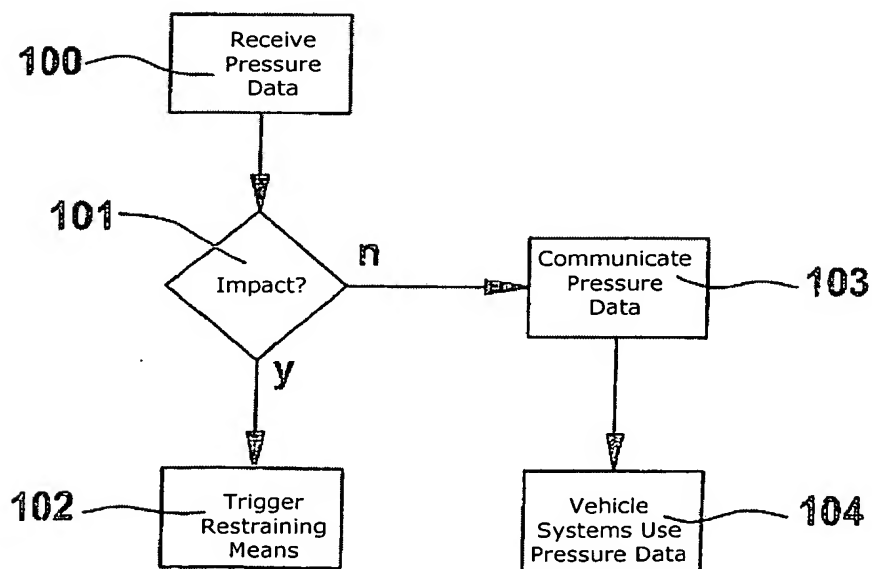 100
Receive
Pressure
Data
101
Impact?
n
y
Communicate
Pressure
Data
103
102
Trigger
Restraining
Means
Vehicle
Systems Use
Pressure Data
104